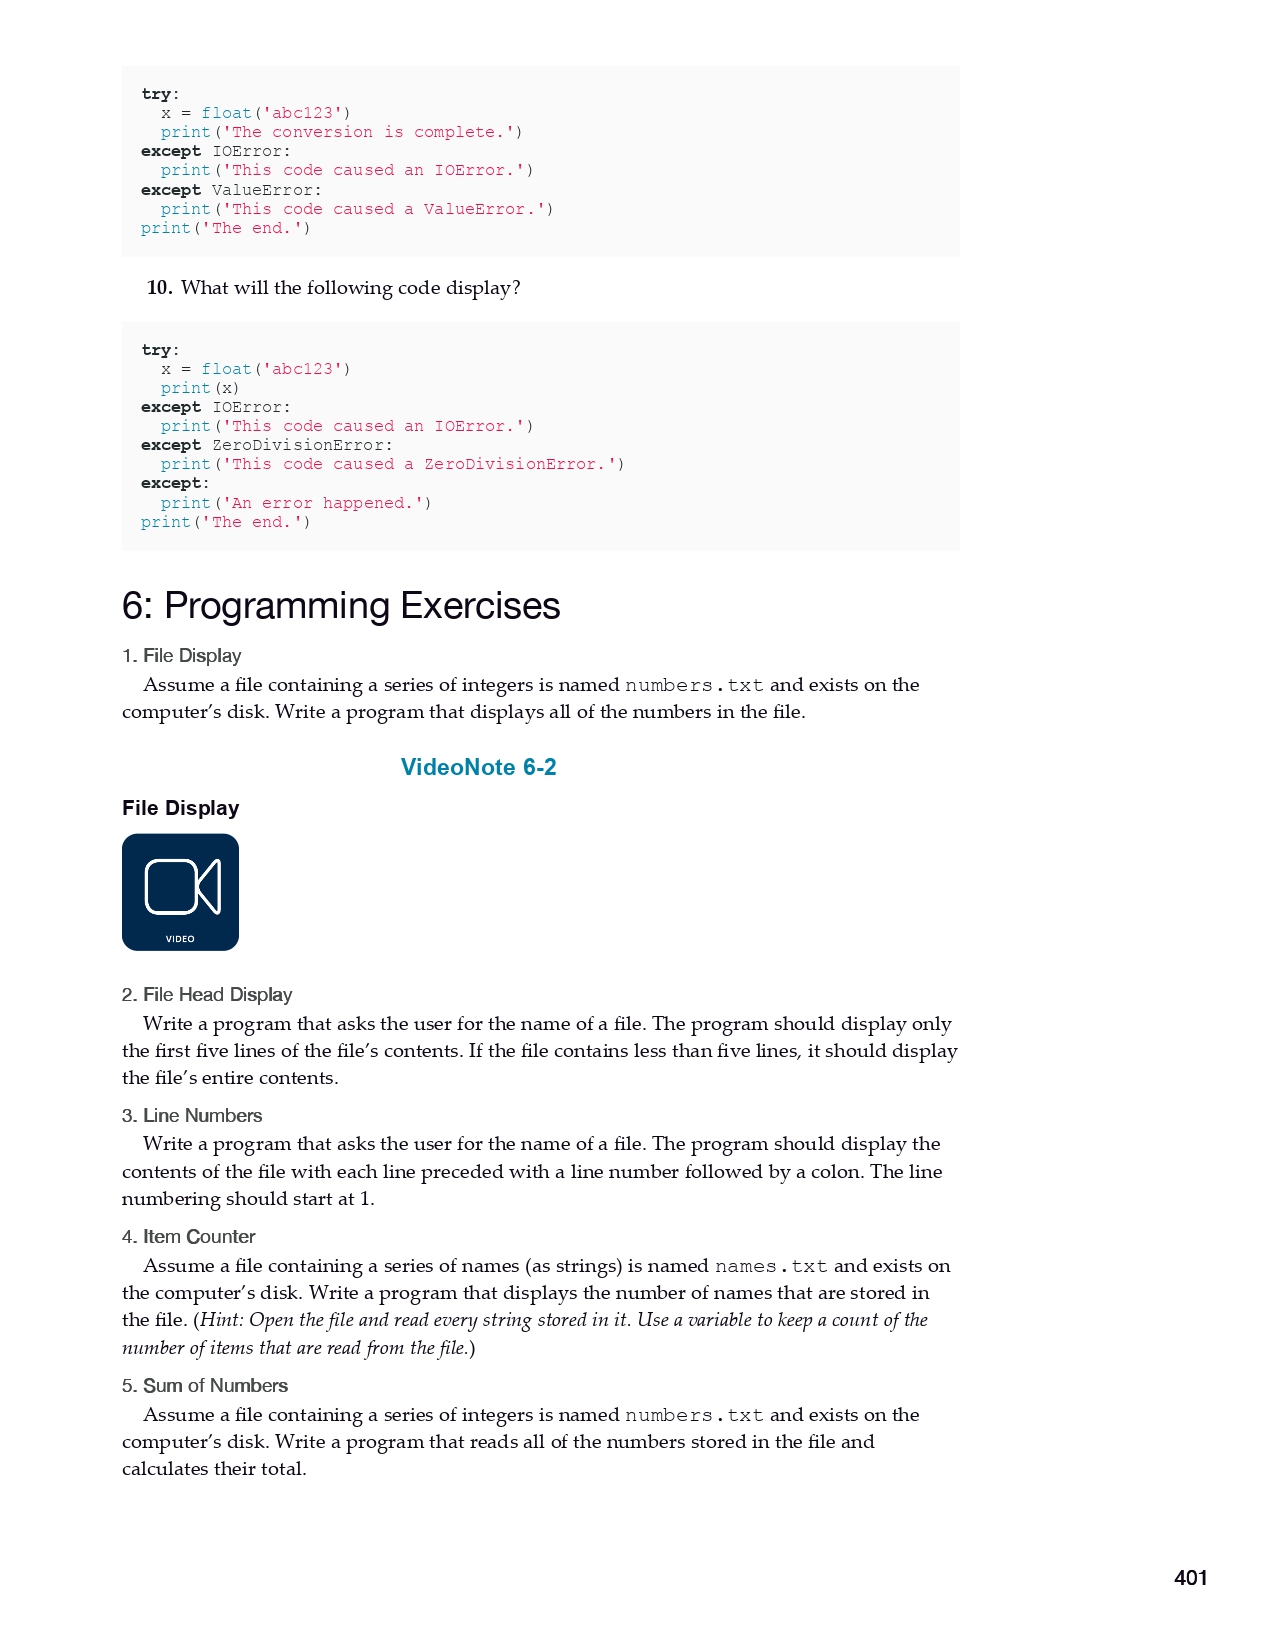 try:
  x = float('abc123')
  print('The conversion is complete.')
except IOError:
  print('This code caused an IOError.')
except ValueError:
  print('This code caused a ValueError.')
print('The end.')
10. What will the following code display?
try:
  x = float('abc123')
  print(x)
except IOError:
  print('This code caused an IOError.')
except ZeroDivisionError:
  print('This code caused a ZeroDivisionError.')
except:
  print('An error happened.')
print('The end.')
6: Programming Exercises
1. File Display
Assume a file containing a series of integers is named numbers.txt and exists on the
computer’s disk. Write a program that displays all of the numbers in the file.
VideoNote 6-2
File Display
VIDEO
2. File Head Display
Write a program that asks the user for the name of a file. The program should display only
the first five lines of the file’s contents. If the file contains less than five lines, it should display
the file’s entire contents.
3. Line Numbers
Write a program that asks the user for the name of a file. The program should display the
contents of the file with each line preceded with a line number followed by a colon. The line
numbering should start at 1.
4. Item Counter
Assume a file containing a series of names (as strings) is named names.txt and exists on
the computer’s disk. Write a program that displays the number of names that are stored in
the file. (Hint: Open the file and read every string stored in it. Use a variable to keep a count of the
number of items that are read from the file.)
5. Sum of Numbers
Assume a file containing a series of integers is named numbers.txt and exists on the
computer’s disk. Write a program that reads all of the numbers stored in the file and
calculates their total.
401